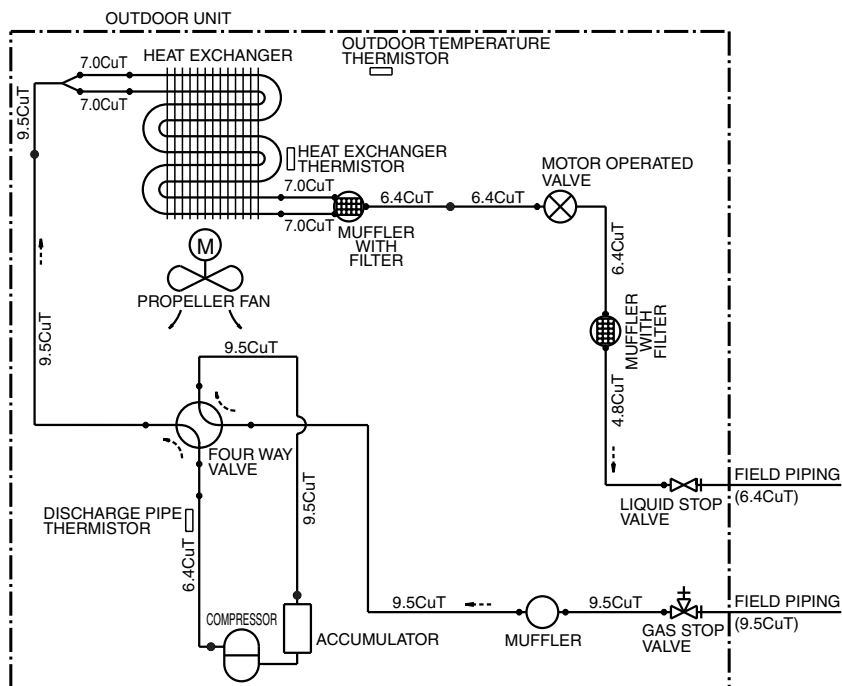 OUTDOOR UNIT
HEAT EXCHANGER
OUTDOOR TEMPERATURE
THERMISTOR
7.0CuT
7.0CuT
9.5CuT
HEAT EXCHANGER
THERMISTOR
7.0CuT
7.0CuT
MUFFLER
WITH
FILTER
6.4CuT
6.4CuT
MOTOR OPERATED
VALVE
6.4CuT
M
PROPELLER FAN
MUFFLER
WITH
FILTER
9.5CuT
9.5CuT
4.8CuT
FOUR WAY
VALVE
9.5CuT
FIELD PIPING
(6.4CuT)
LIQUID STOP
VALVE
DISCHARGE PIPE
THERMISTOR
6.4CuT
COMPRESSOR
ACCUMULATOR
9.5CuT
MUFFLER
9.5CuT
GAS STOP
VALVE
FIELD PIPING
(9.5CuT)